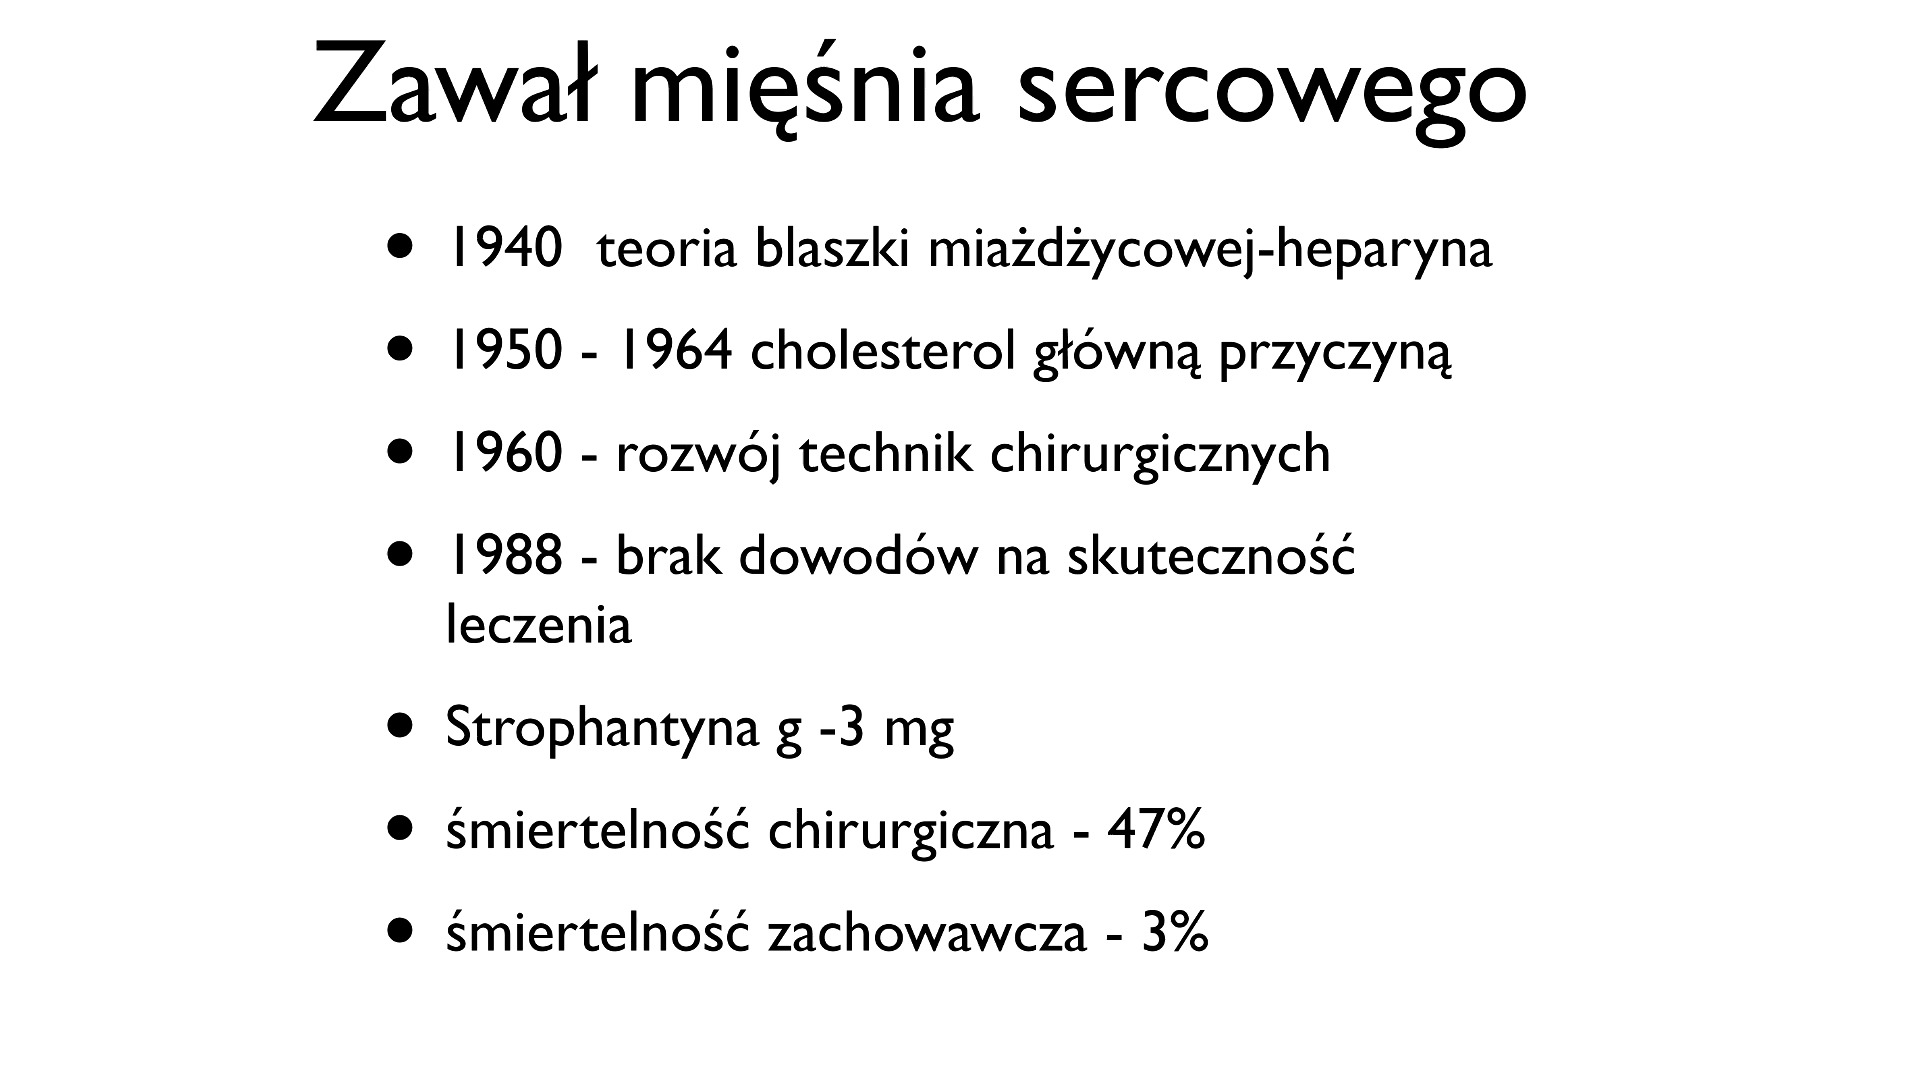 Zawał mięśnia sercowego
• 1940  teoria blaszki miażdżycowej-heparyna
• 1950 - 1964 cholesterol główną przyczyną
• 1960 - rozwój technik chirurgicznych
• 1988 - brak dowodów na skuteczność
leczenia
• Strophantyna g -3 mg
• śmiertelność chirurgiczna - 47%
• śmiertelność zachowawcza - 3%